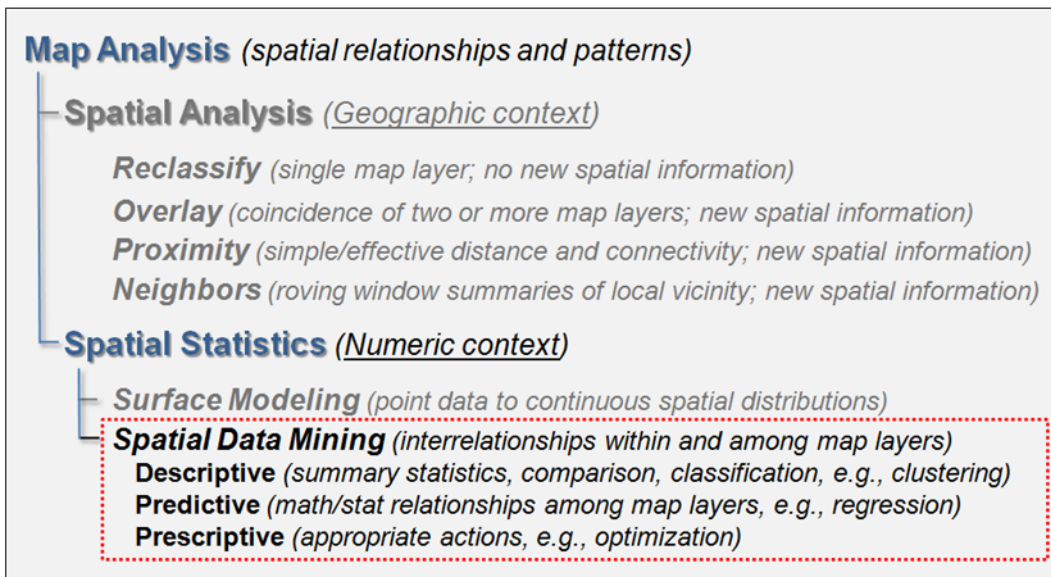 Map Analysis (spatial relationships and patterns)
Spatial Analysis (Geographic context)
Reclassify (single map layer; no new spatial information)
Overlay (coincidence of two or more map layers; new spatial information)
Proximity (simple/effective distance and connectivity; new spatial information)
Neighbors (roving window summaries of local vicinity; new spatial information)
Spatial Statistics (Numeric context)
Surface Modeling (point data to continuous spatial distributions)
Spatial Data Mining (interrelationships within and among map layers)
Descriptive (summary statistics, comparison, classification, e.g., clustering)
Predictive (math/stat relationships among map layers, e.g., regression)
Prescriptive (appropriate actions, e.g., optimization)